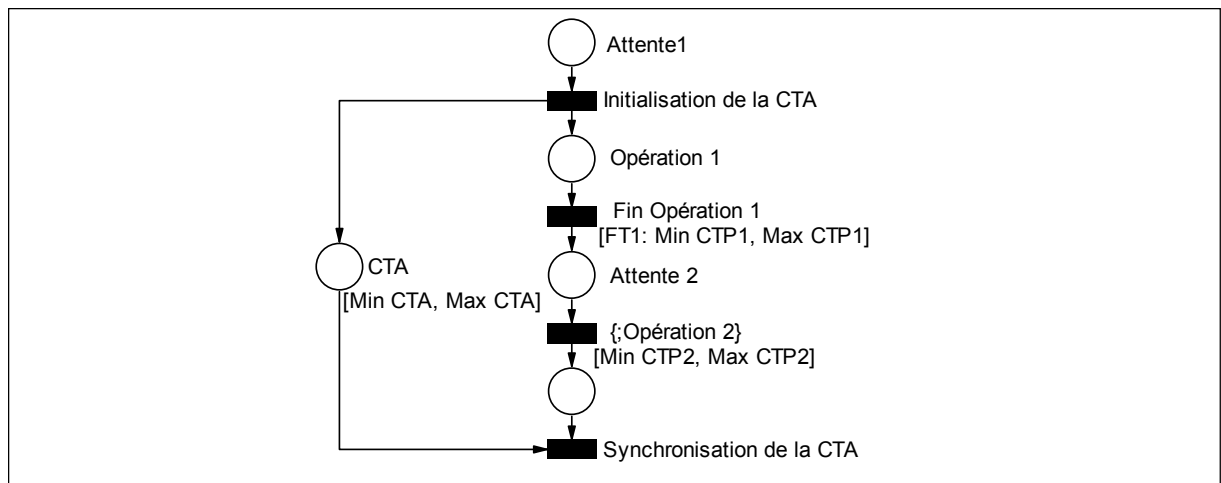 Attente1
Initialisation de la CTA
Opération 1
Fin Opération 1
[FT1: Min CTP1, Max CTP1]
CTA
[Min CTA, Max CTA]
Attente 2
{;Opération 2}
[Min CTP2, Max CTP2]
Synchronisation de la CTA